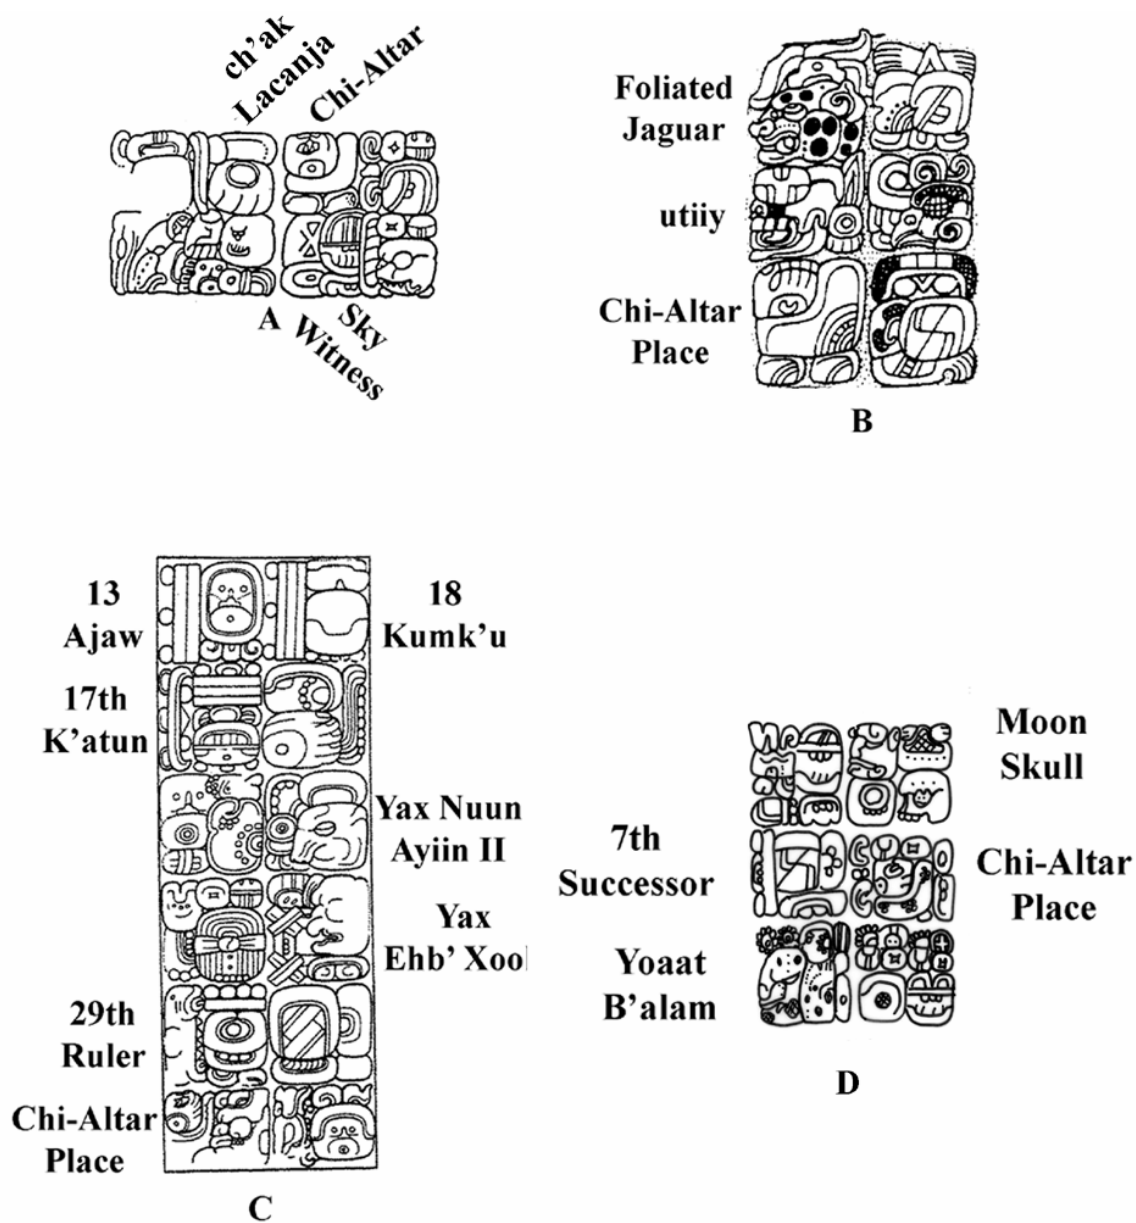 ch'ak
Lacanja
Chi-Altar
Sky
Witness
A
Foliated
Jaguar
utiiy
Chi-Altar
Place
B
13
Ajaw
18
Kumk'u
17th
K'atun
Yax Nuun
Ayiin II
Yax
Ehb' Xool
29th
Ruler
Chi-Altar
Place
C
Moon
Skull
7th
Successor
Chi-Altar
Place
Yoaat
B'alam
D